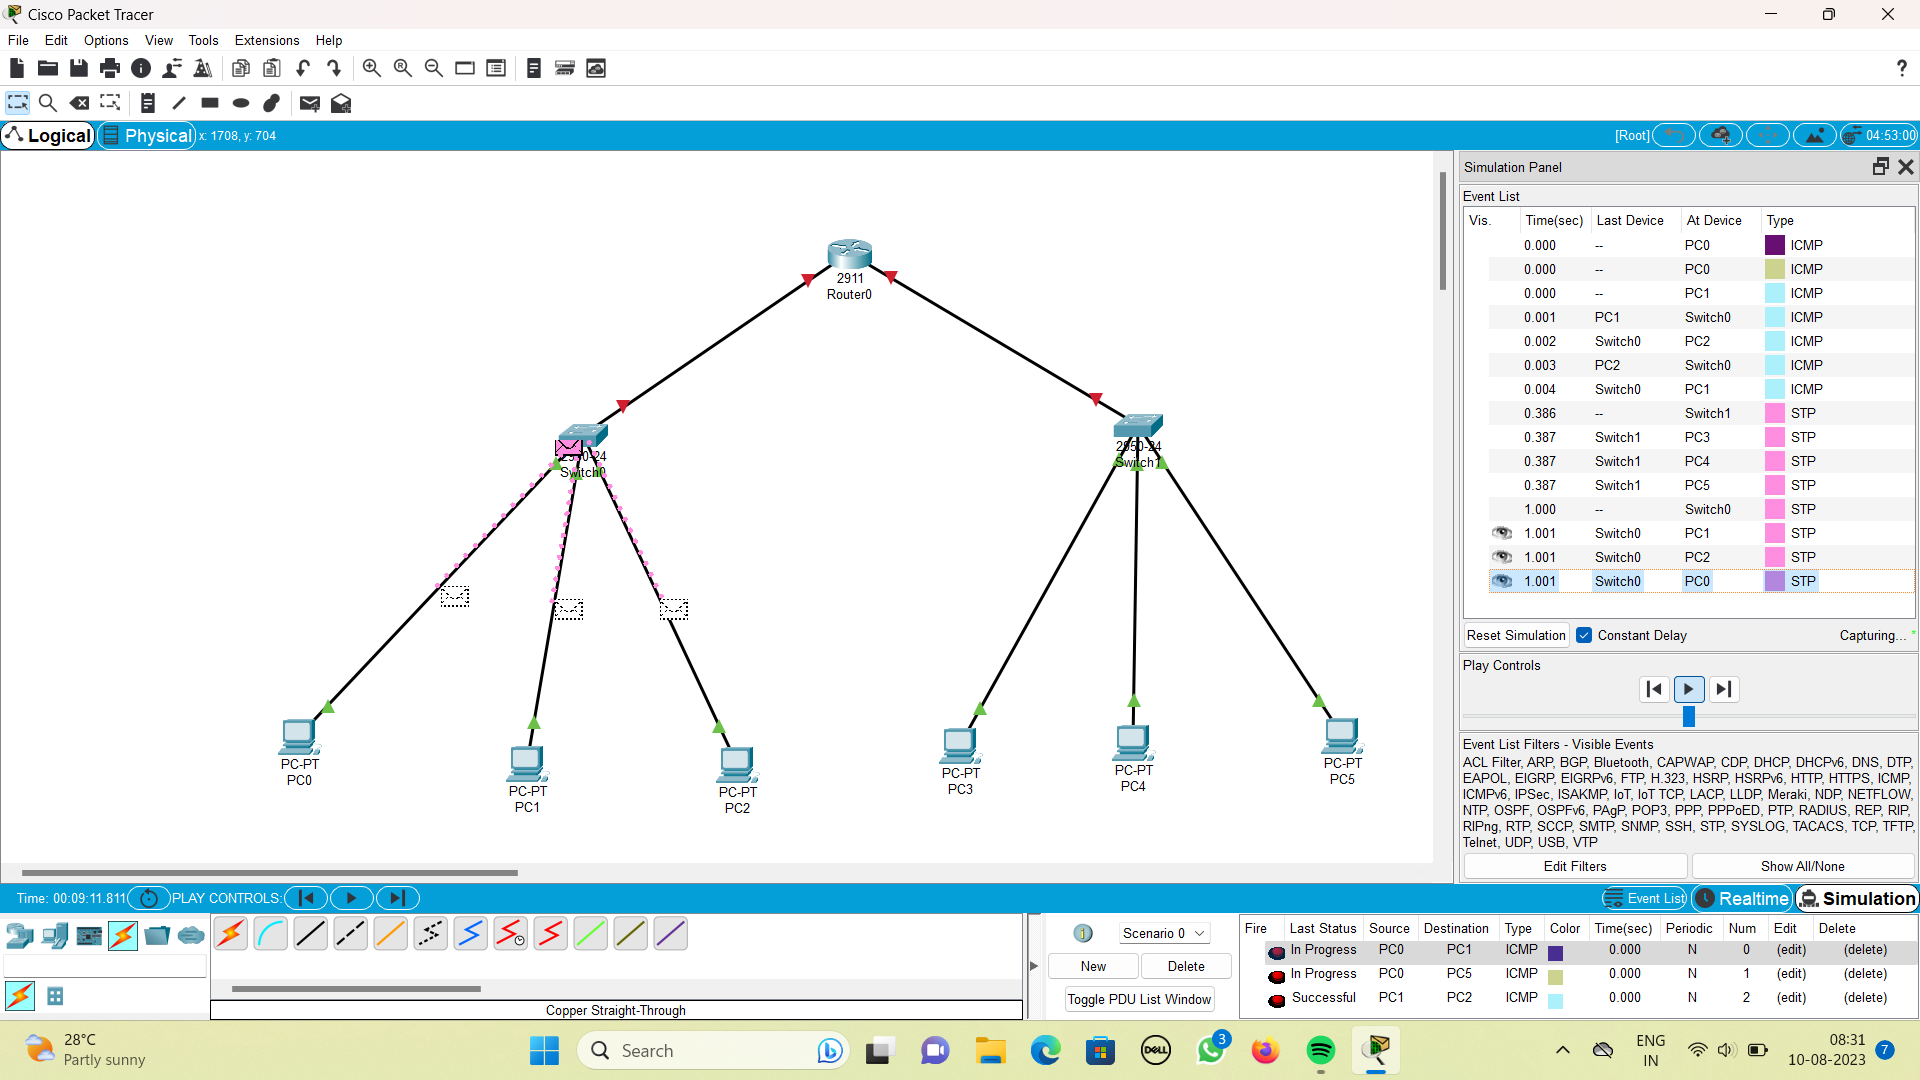 Cisco Packet Tracer
File Edit Options View Tools Extensions Help
?
Logical Physical x: 1708, y: 704 [Root] 04:53:00
2911
Router0
2950-24
Switch0
2950-24
Switch1
PC-PT
PC0
PC-PT
PC1
PC-PT
PC2
PC-PT
PC3
PC-PT
PC4
PC-PT
PC5
Simulation Panel
Event List
Vis. Time(sec) Last Device At Device Type
0.000 -- PC0 ICMP
0.000 -- PC0 ICMP
0.000 -- PC1 ICMP
0.001 PC1 Switch0 ICMP
0.002 Switch0 PC2 ICMP
0.003 PC2 Switch0 ICMP
0.004 Switch0 PC1 ICMP
0.386 -- Switch1 STP
0.387 Switch1 PC3 STP
0.387 Switch1 PC4 STP
0.387 Switch1 PC5 STP
1.000 -- Switch0 STP
1.001 Switch0 PC1 STP
1.001 Switch0 PC2 STP
1.001 Switch0 PC0 STP
Reset Simulation Constant Delay Capturing... *
Play Controls
Event List Filters - Visible Events
ACL Filter, ARP, BGP, Bluetooth, CAPWAP, CDP, DHCP, DHCPv6, DNS, DTP,
EAPOL, EIGRP, EIGRPv6, FTP, H.323, HSRP, HSRPv6, HTTP, HTTPS, ICMP,
ICMPv6, IPSec, ISAKMP, IoT, IoT TCP, LACP, LLDP, Meraki, NDP, NETFLOW,
NTP, OSPF, OSPFv6, PAgP, POP3, PPP, PPPoED, PTP, RADIUS, REP, RIP,
RIPng, RTP, SCCP, SMTP, SNMP, SSH, STP, SYSLOG, TACACS, TCP, TFTP,
Telnet, UDP, USB, VTP
Edit Filters Show All/None
Time: 00:09:11.811 PLAY CONTROLS: Event List Realtime Simulation
Copper Straight-Through
Scenario 0
New Delete
Toggle PDU List Window
Fire Last Status Source Destination Type Color Time(sec) Periodic Num Edit Delete
In Progress PC0 PC1 ICMP 0.000 N 0 (edit) (delete)
In Progress PC0 PC5 ICMP 0.000 N 1 (edit) (delete)
Successful PC1 PC2 ICMP 0.000 N 2 (edit) (delete)
28°C
Partly sunny
Search
DELL
3
ENG
IN
08:31
10-08-2023
7